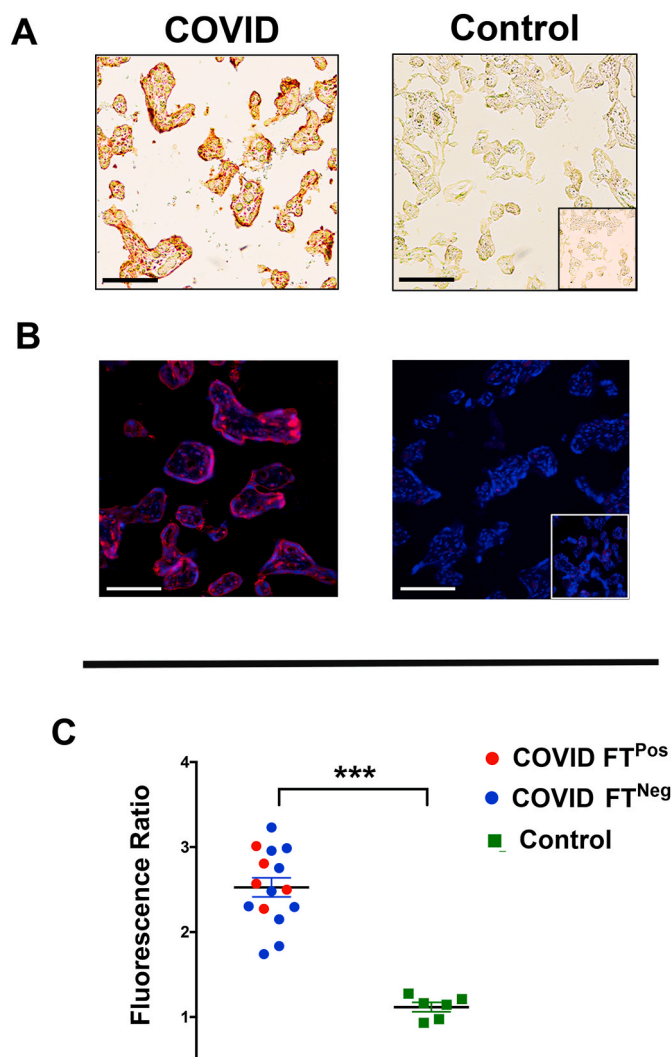 A
COVID
Control
B
C
COVID FT^Pos
COVID FT^Neg
Control
***
Fluorescence Ratio
4
3
2
1